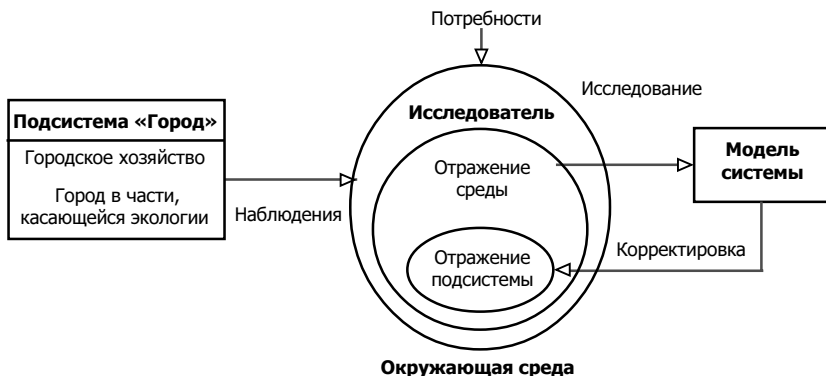 Потребности
Исследование
Подсистема «Город»
Городское хозяйство
Город в части,
касающейся экологии
Наблюдения
Исследователь
Отражение
среды
Отражение
подсистемы
Модель
системы
Корректировка
Окружающая среда